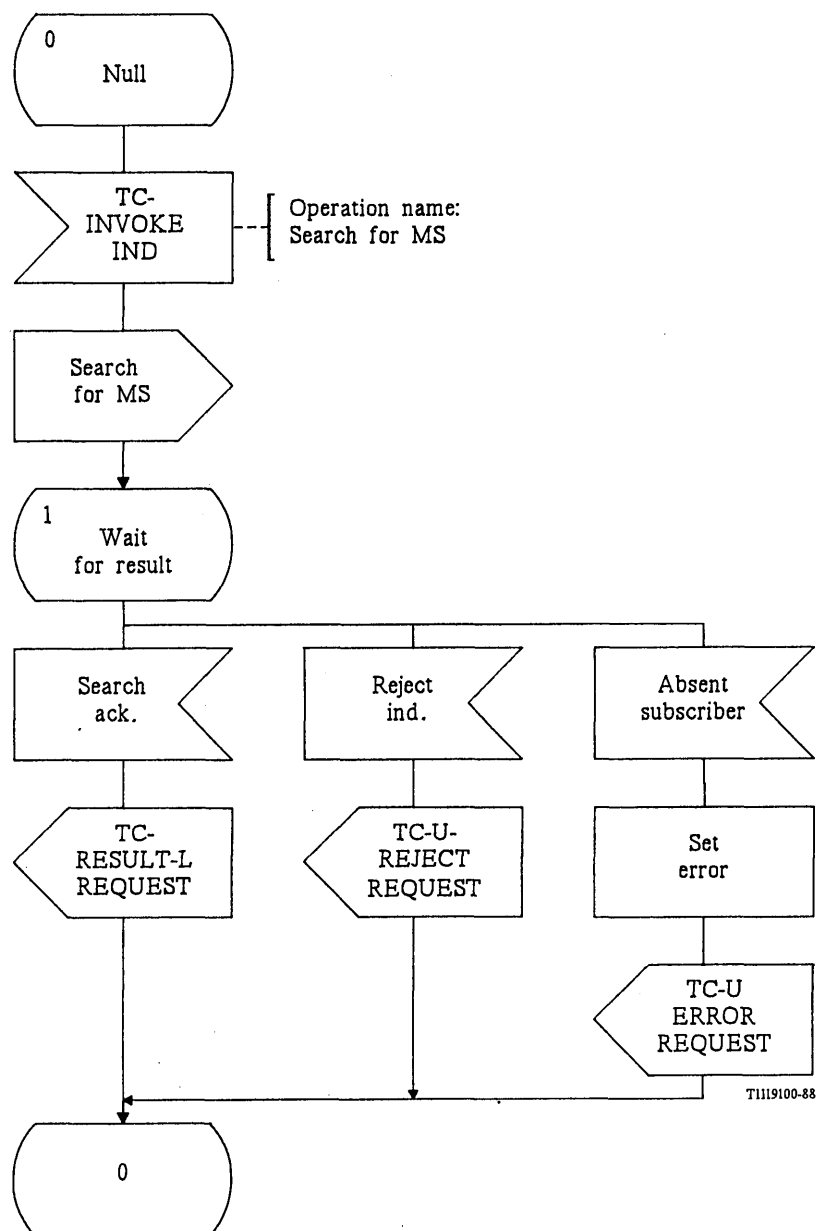 0
Null
TC-
INVOKE
IND
Operation name:
Search for MS
Search
for MS
1
Wait
for result
Search
ack.
Reject
ind.
Absent
subscriber
TC-
RESULT-L
REQUEST
TC-U-
REJECT
REQUEST
Set
error
TC-U
ERROR
REQUEST
T1119100-88
0